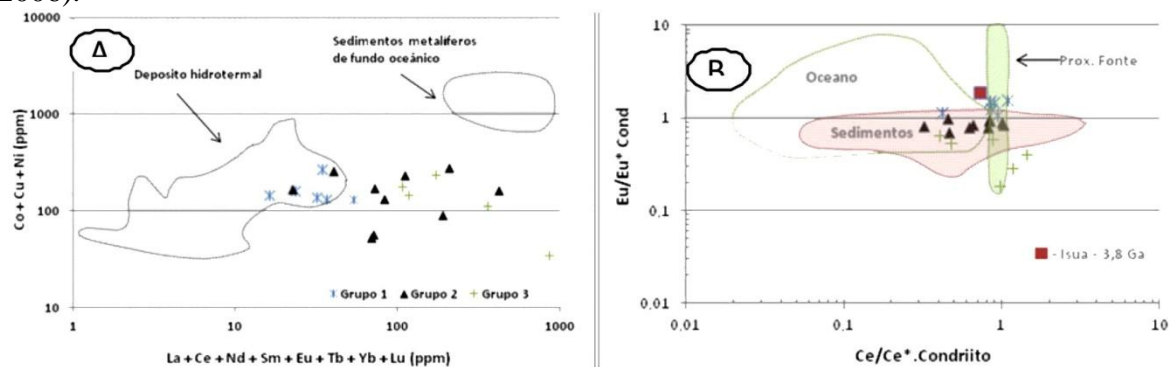 2006).
A
10000
1000
100
10
1
10
100
1000
Co + Cu + Ni (ppm)
La + Ce + Nd + Sm + Eu + Tb + Yb + Lu (ppm)
Deposito hidrotermal
Sedimentos metalíferos
de fundo oceánico
Grupo 1
Grupo 2
Grupo 3
B
10
1
0.1
0.01
0.01
0.1
1
10
Eu/Eu* Cond
Ce/Ce*.Condriito
Oceano
Sedimentos
Prox. Fonte
- Isua - 3,8 Ga